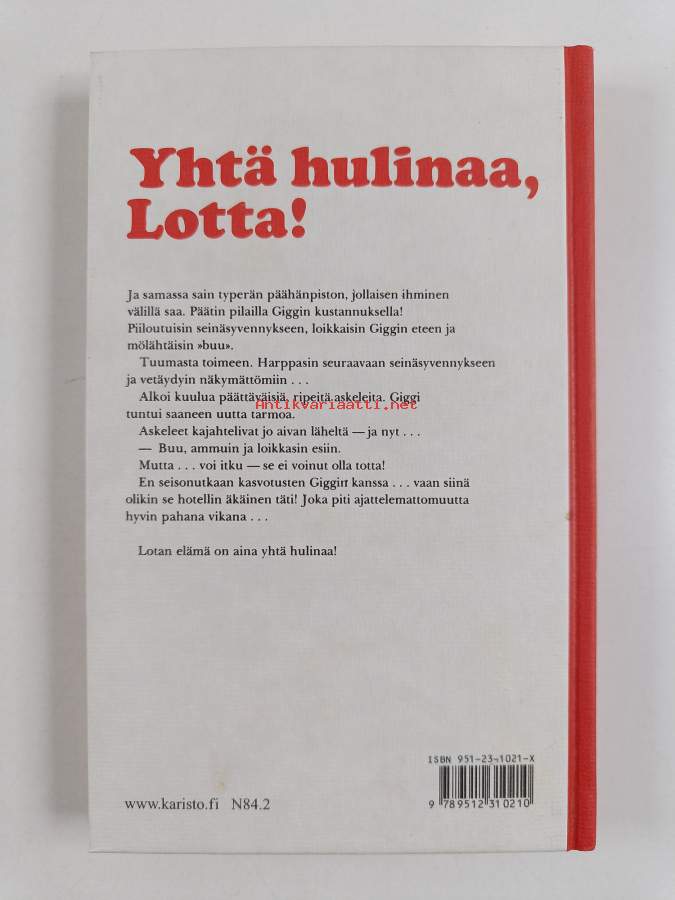 Yhtä hulinaa,
Lotta!
Ja samassa sain typerän päähänpiston, jollaisen ihminen
välillä saa. Päätin pilailla Giggin kustannuksella!
Piiloutuisin seinäsyvennykseen, loikkaisin Giggin eteen ja
mölähtäisin »buu».
Tuumasta toimeen. Harppasin seuraavaan seinäsyvennykseen
ja vetäydyin näkymättömiin . . .
Alkoi kuulua päättäväisiä, ripeitä askeleita. Giggi
Antikvariaatti.net
tuntui saaneen uutta tarmoa.
Askeleet kajahtelivat jo aivan läheltä — ja nyt . . .
— Buu, ammuin ja loikkasin esiin.
Mutta . . . voi itku — se ei voinut olla totta!
En seisonutkaan kasvotusten Giggin kanssa . . . vaan siinä
olikin se hotellin äkäinen täti! Joka piti ajattelemattomuutta
hyvin pahana vikana . . .
Lotan elämä on aina yhtä hulinaa!
ISBN 951-23-1021-X
9 789512 310210
www.karisto.fi N84.2